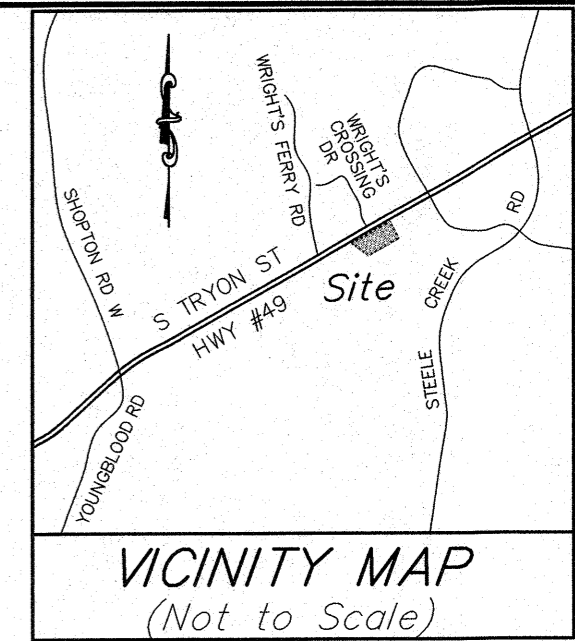 SHOPTON RD W
WRIGHT'S FERRY RD
WRIGHT'S
CROSSING
DR
S TRYON ST
HWY #49
Site
STEELE CREEK RD
YOUNGBLOOD RD
VICINITY MAP
(Not to Scale)